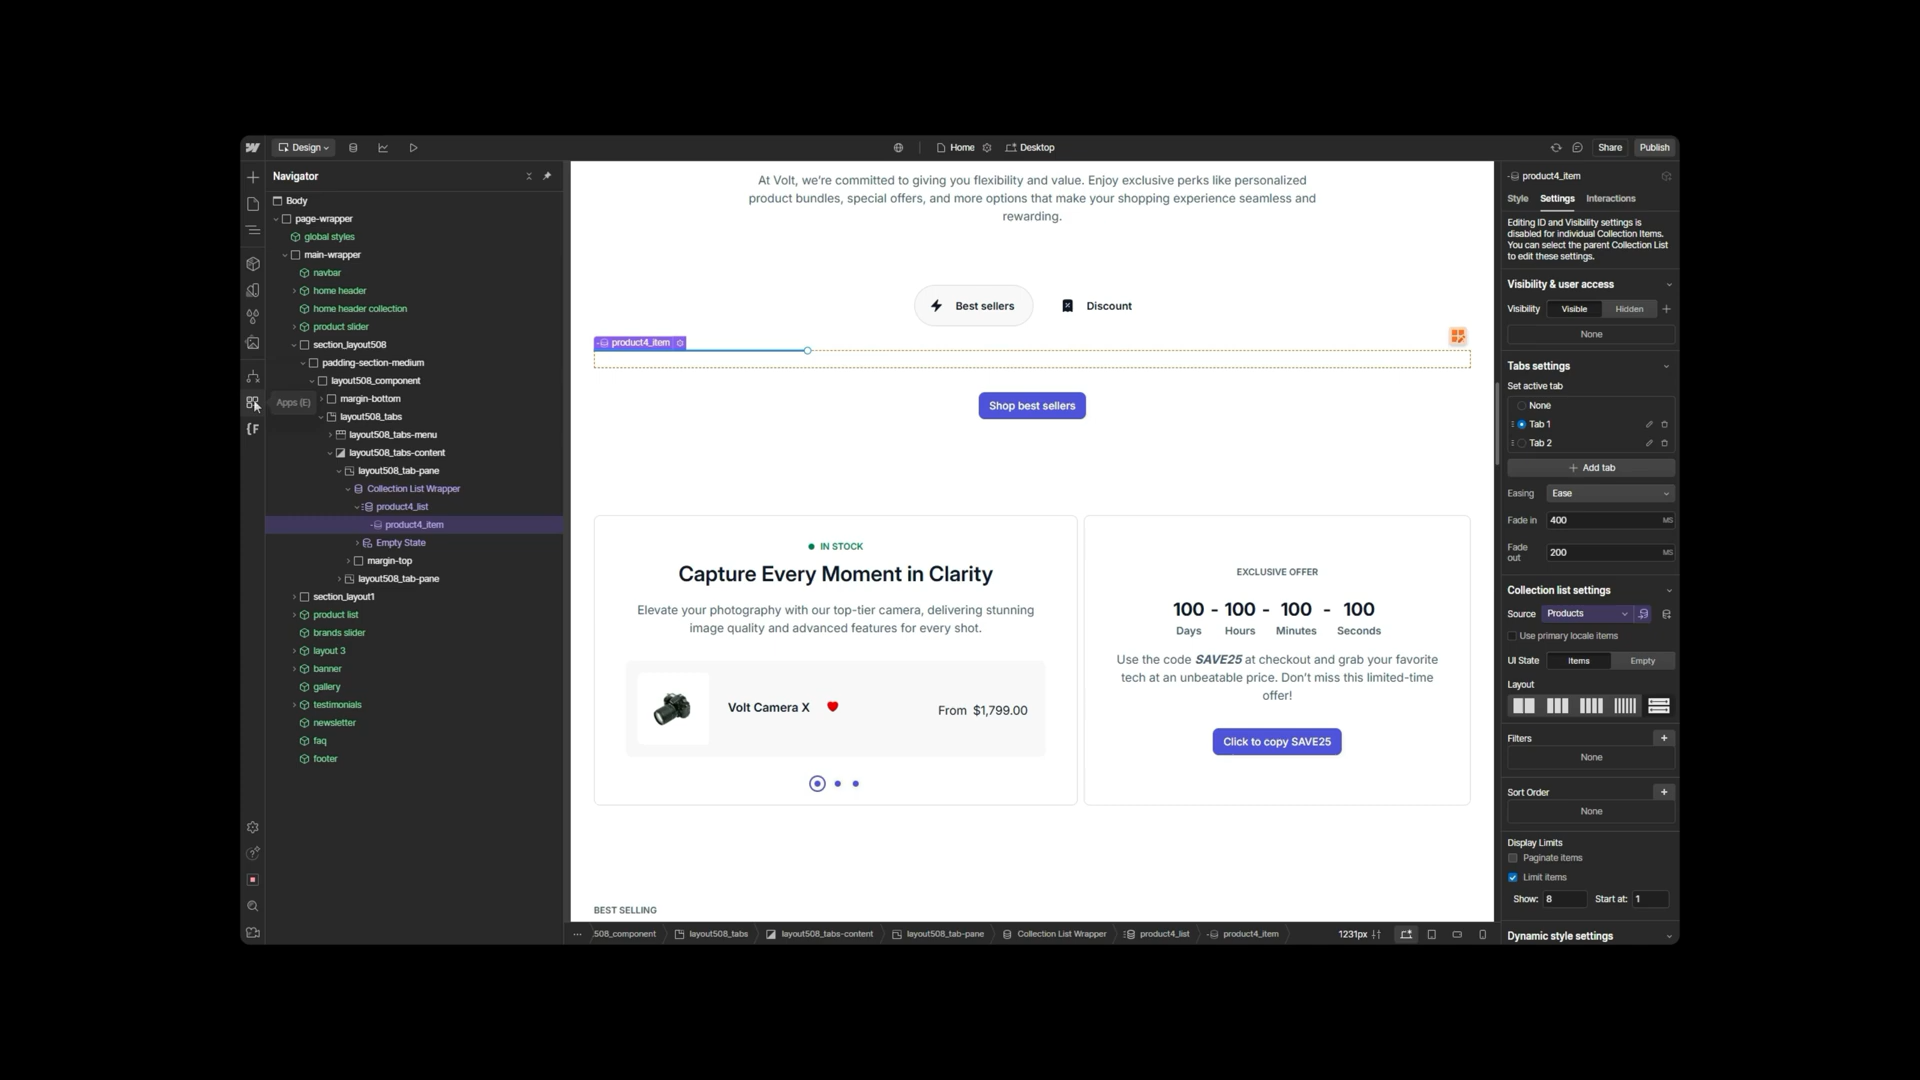 Design
Home
Desktop
Share
Publish
Navigator
Body
page-wrapper
global styles
main-wrapper
navbar
home header
home header collection
product slider
section_layout508
padding-section-medium
layout508_component
Apps (E)
margin-bottom
layout508_tabs
layout508_tabs-menu
layout508_tabs-content
layout508_tab-pane
Collection List Wrapper
product4_list
product4_item
Empty State
margin-top
layout508_tab-pane
section_layout1
product list
brands slider
layout 3
banner
gallery
testimonials
newsletter
faq
footer
At Volt, we're committed to giving you flexibility and value. Enjoy exclusive perks like personalized
product bundles, special offers, and more options that make your shopping experience seamless and
rewarding.
Best sellers
Discount
product4_item
Shop best sellers
IN STOCK
Capture Every Moment in Clarity
Elevate your photography with our top-tier camera, delivering stunning
image quality and advanced features for every shot.
Volt Camera X
From $1,799.00
EXCLUSIVE OFFER
100 - 100 - 100 - 100
Days Hours Minutes Seconds
Use the code SAVE25 at checkout and grab your favorite
tech at an unbeatable price. Don't miss this limited-time
offer!
Click to copy SAVE25
BEST SELLING
... 508_component layout508_tabs layout508_tabs-content layout508_tab-pane Collection List Wrapper product4_list product4_item
1231px
product4_item
Style Settings Interactions
Editing ID and Visibility settings is
disabled for individual Collection Items.
You can select the parent Collection List
to edit these settings.
Visibility & user access
Visibility Visible Hidden
None
Tabs settings
Set active tab
None
Tab 1
Tab 2
Add tab
Easing Ease
Fade in 400 MS
Fade
out
200 MS
Collection list settings
Source Products
Use primary locale items
UI State Items Empty
Layout
Filters
None
Sort Order
None
Display Limits
Paginate items
Limit items
Show: 8 Start at: 1
Dynamic style settings